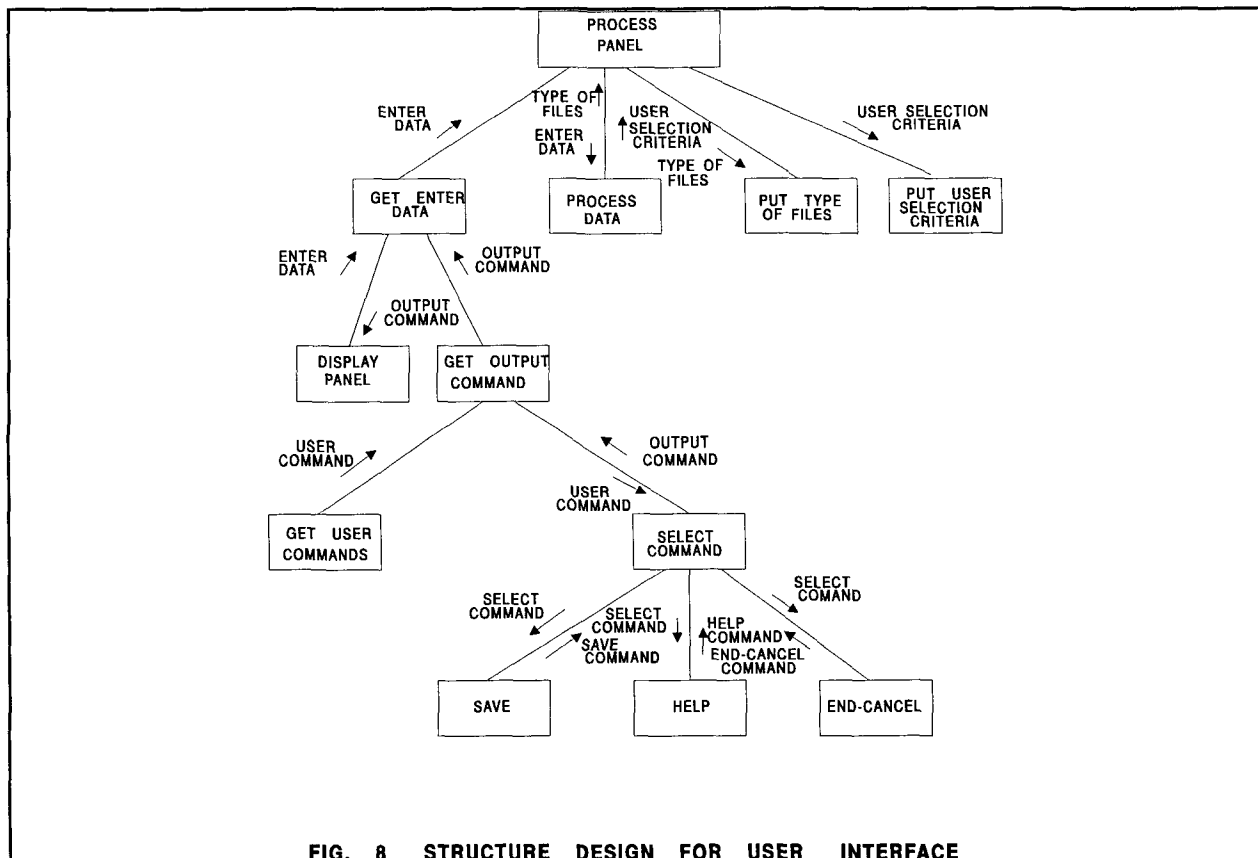 PROCESS
PANEL
ENTER
DATA
TYPE OF
FILES
ENTER
DATA
USER
SELECTION
CRITERIA
TYPE OF
FILES
USER SELECTION
CRITERIA
GET ENTER
DATA
PROCESS
DATA
PUT TYPE
OF FILES
PUT USER
SELECTION
CRITERIA
ENTER
DATA
OUTPUT
COMMAND
OUTPUT
COMMAND
DISPLAY
PANEL
GET OUTPUT
COMMAND
USER
COMMAND
OUTPUT
COMMAND
USER
COMMAND
GET USER
COMMANDS
SELECT
COMMAND
SELECT
COMMAND
SAVE
COMMAND
SELECT
COMMAND
HELP
COMMAND
END-CANCEL
COMMAND
SELECT
COMAND
SAVE
HELP
END-CANCEL
FIG. 8 STRUCTURE DESIGN FOR USER INTERFACE